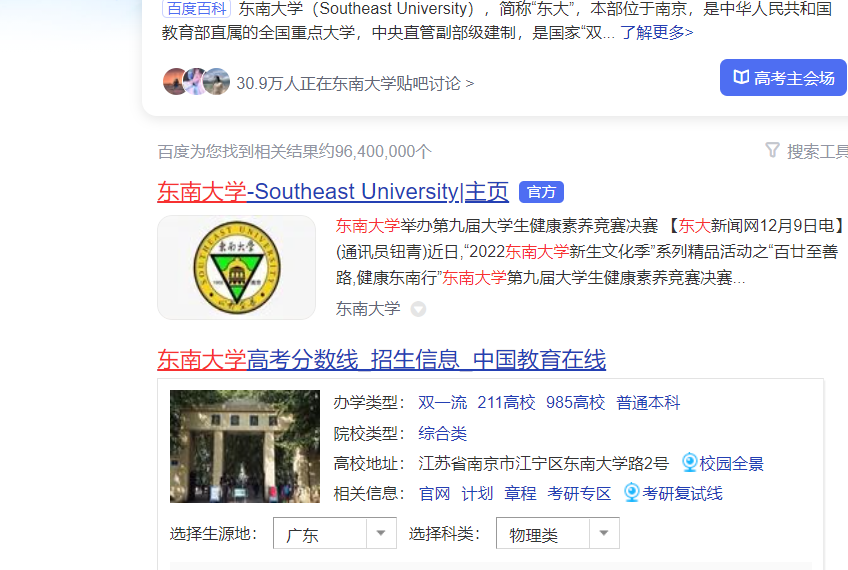 百度百科 东南大学（Southeast University），简称“东大”，本部位于南京，是中华人民共和国
教育部直属的全国重点大学，中央直管副部级建制，是国家“双... 了解更多>
30.9万人正在东南大学贴吧讨论 >
高考主会场
百度为您找到相关结果约96,400,000个
搜索工具
东南大学-Southeast University|主页 官方
SOUTHEAST UNIVERSITY
东南大学
东南大学举办第九届大学生健康素养竞赛决赛 【东大新闻网12月9日电】
(通讯员钮青)近日,“2022东南大学新生文化季”系列精品活动之“百廿至善
路,健康东南行”东南大学第九届大学生健康素养竞赛决赛...
东南大学
东南大学高考分数线_招生信息_中国教育在线
办学类型： 双一流 211高校 985高校 普通本科
院校类型： 综合类
高校地址： 江苏省南京市江宁区东南大学路2号 校园全景
相关信息： 官网 计划 章程 考研专区 考研复试线
选择生源地： 广东 选择科类： 物理类